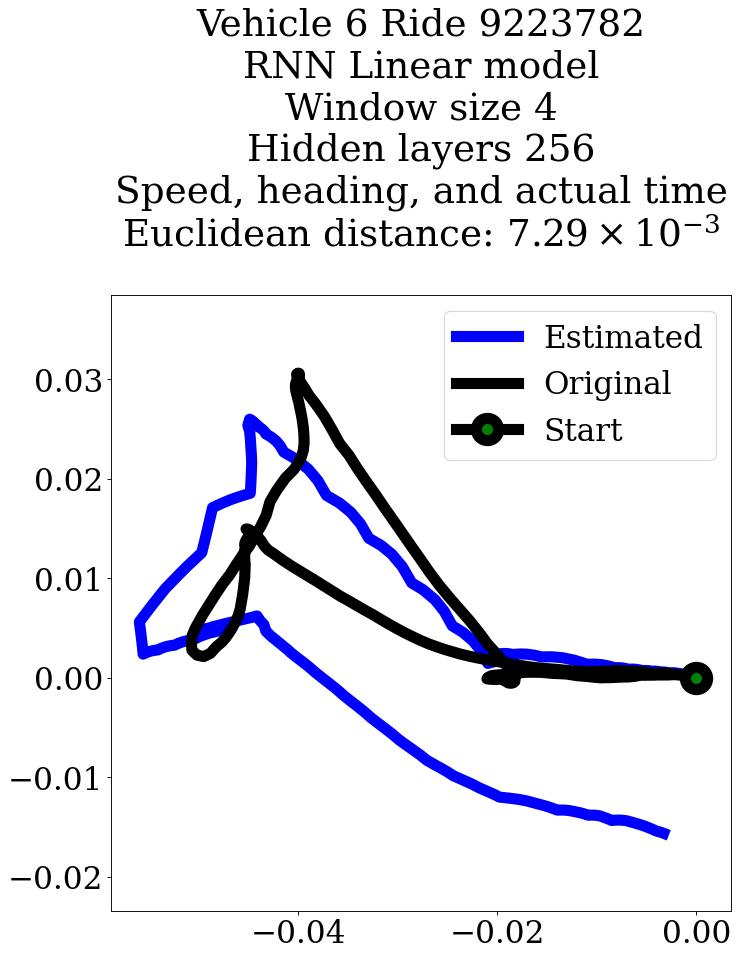 Vehicle 6 Ride 9223782
RNN Linear model
Window size 4
Hidden layers 256
Speed, heading, and actual time
Euclidean distance: 7.29 × 10⁻³
Estimated
Original
Start
0.03
0.02
0.01
0.00
−0.01
−0.02
−0.04
−0.02
0.00